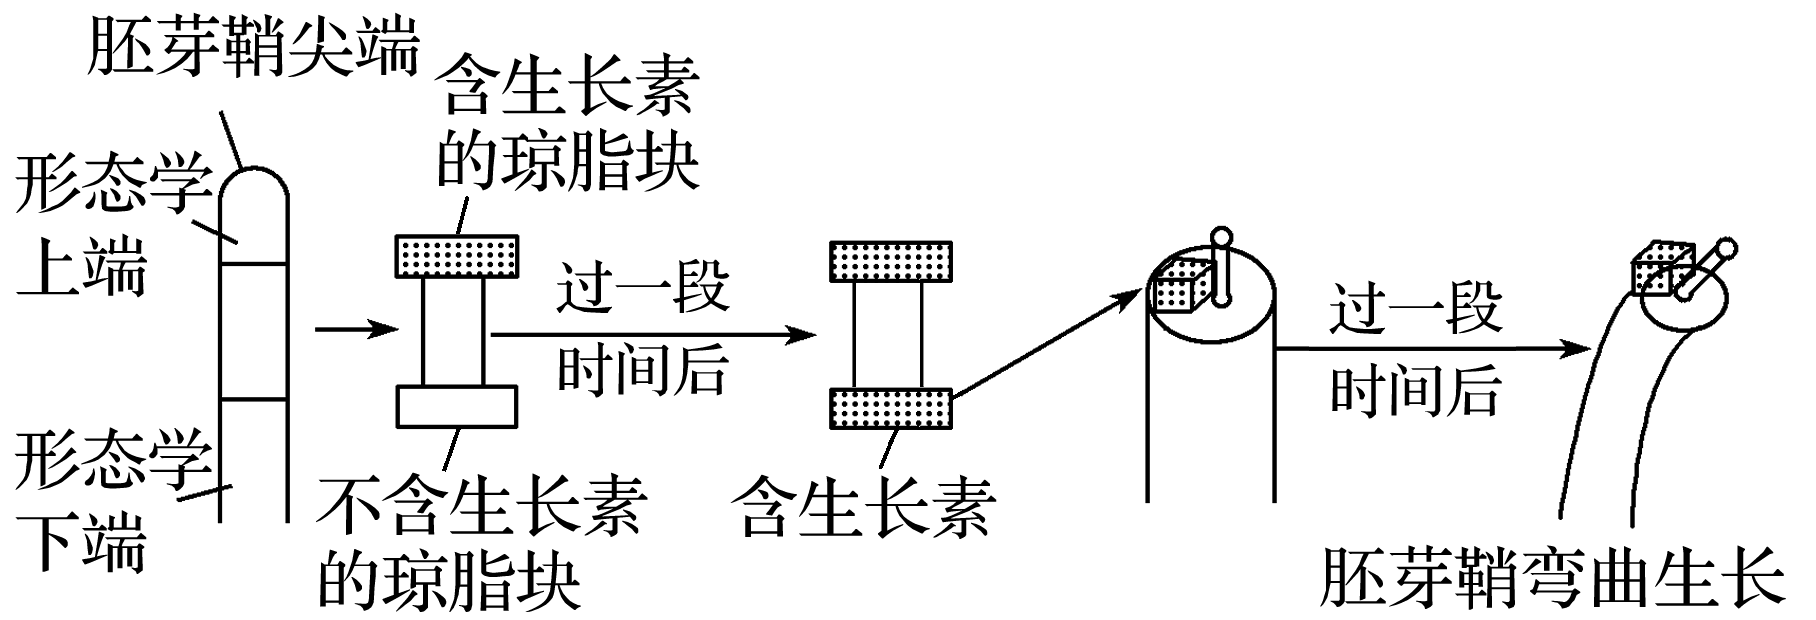 胚芽鞘尖端
形态学
上端
形态学
下端
含生长素
的琼脂块
不含生长素
的琼脂块
过一段
时间后
含生长素
过一段
时间后
胚芽鞘弯曲生长